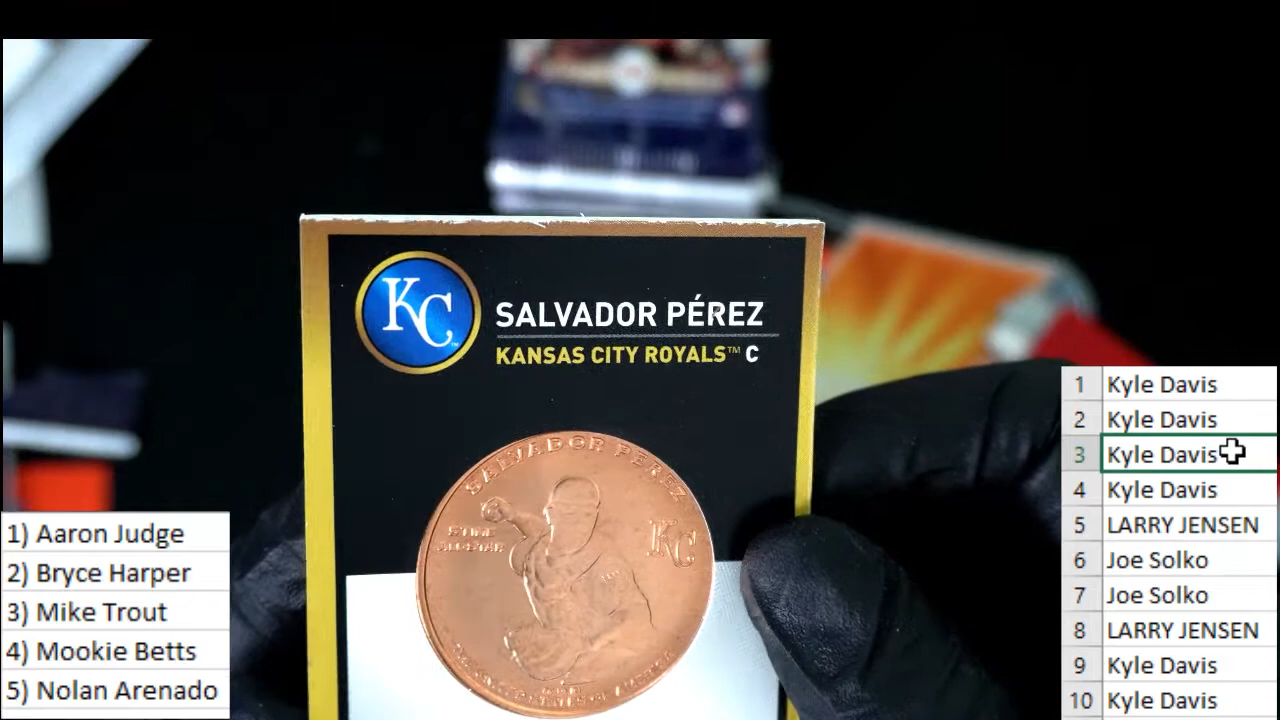 KC
SALVADOR PÉREZ
KANSAS CITY ROYALS™ C
SALVADOR PEREZ
ALL-STAR
KC
1) Aaron Judge
2) Bryce Harper
3) Mike Trout
4) Mookie Betts
5) Nolan Arenado
1 Kyle Davis
2 Kyle Davis
3 Kyle Davis
4 Kyle Davis
5 LARRY JENSEN
6 Joe Solko
7 Joe Solko
8 LARRY JENSEN
9 Kyle Davis
10 Kyle Davis